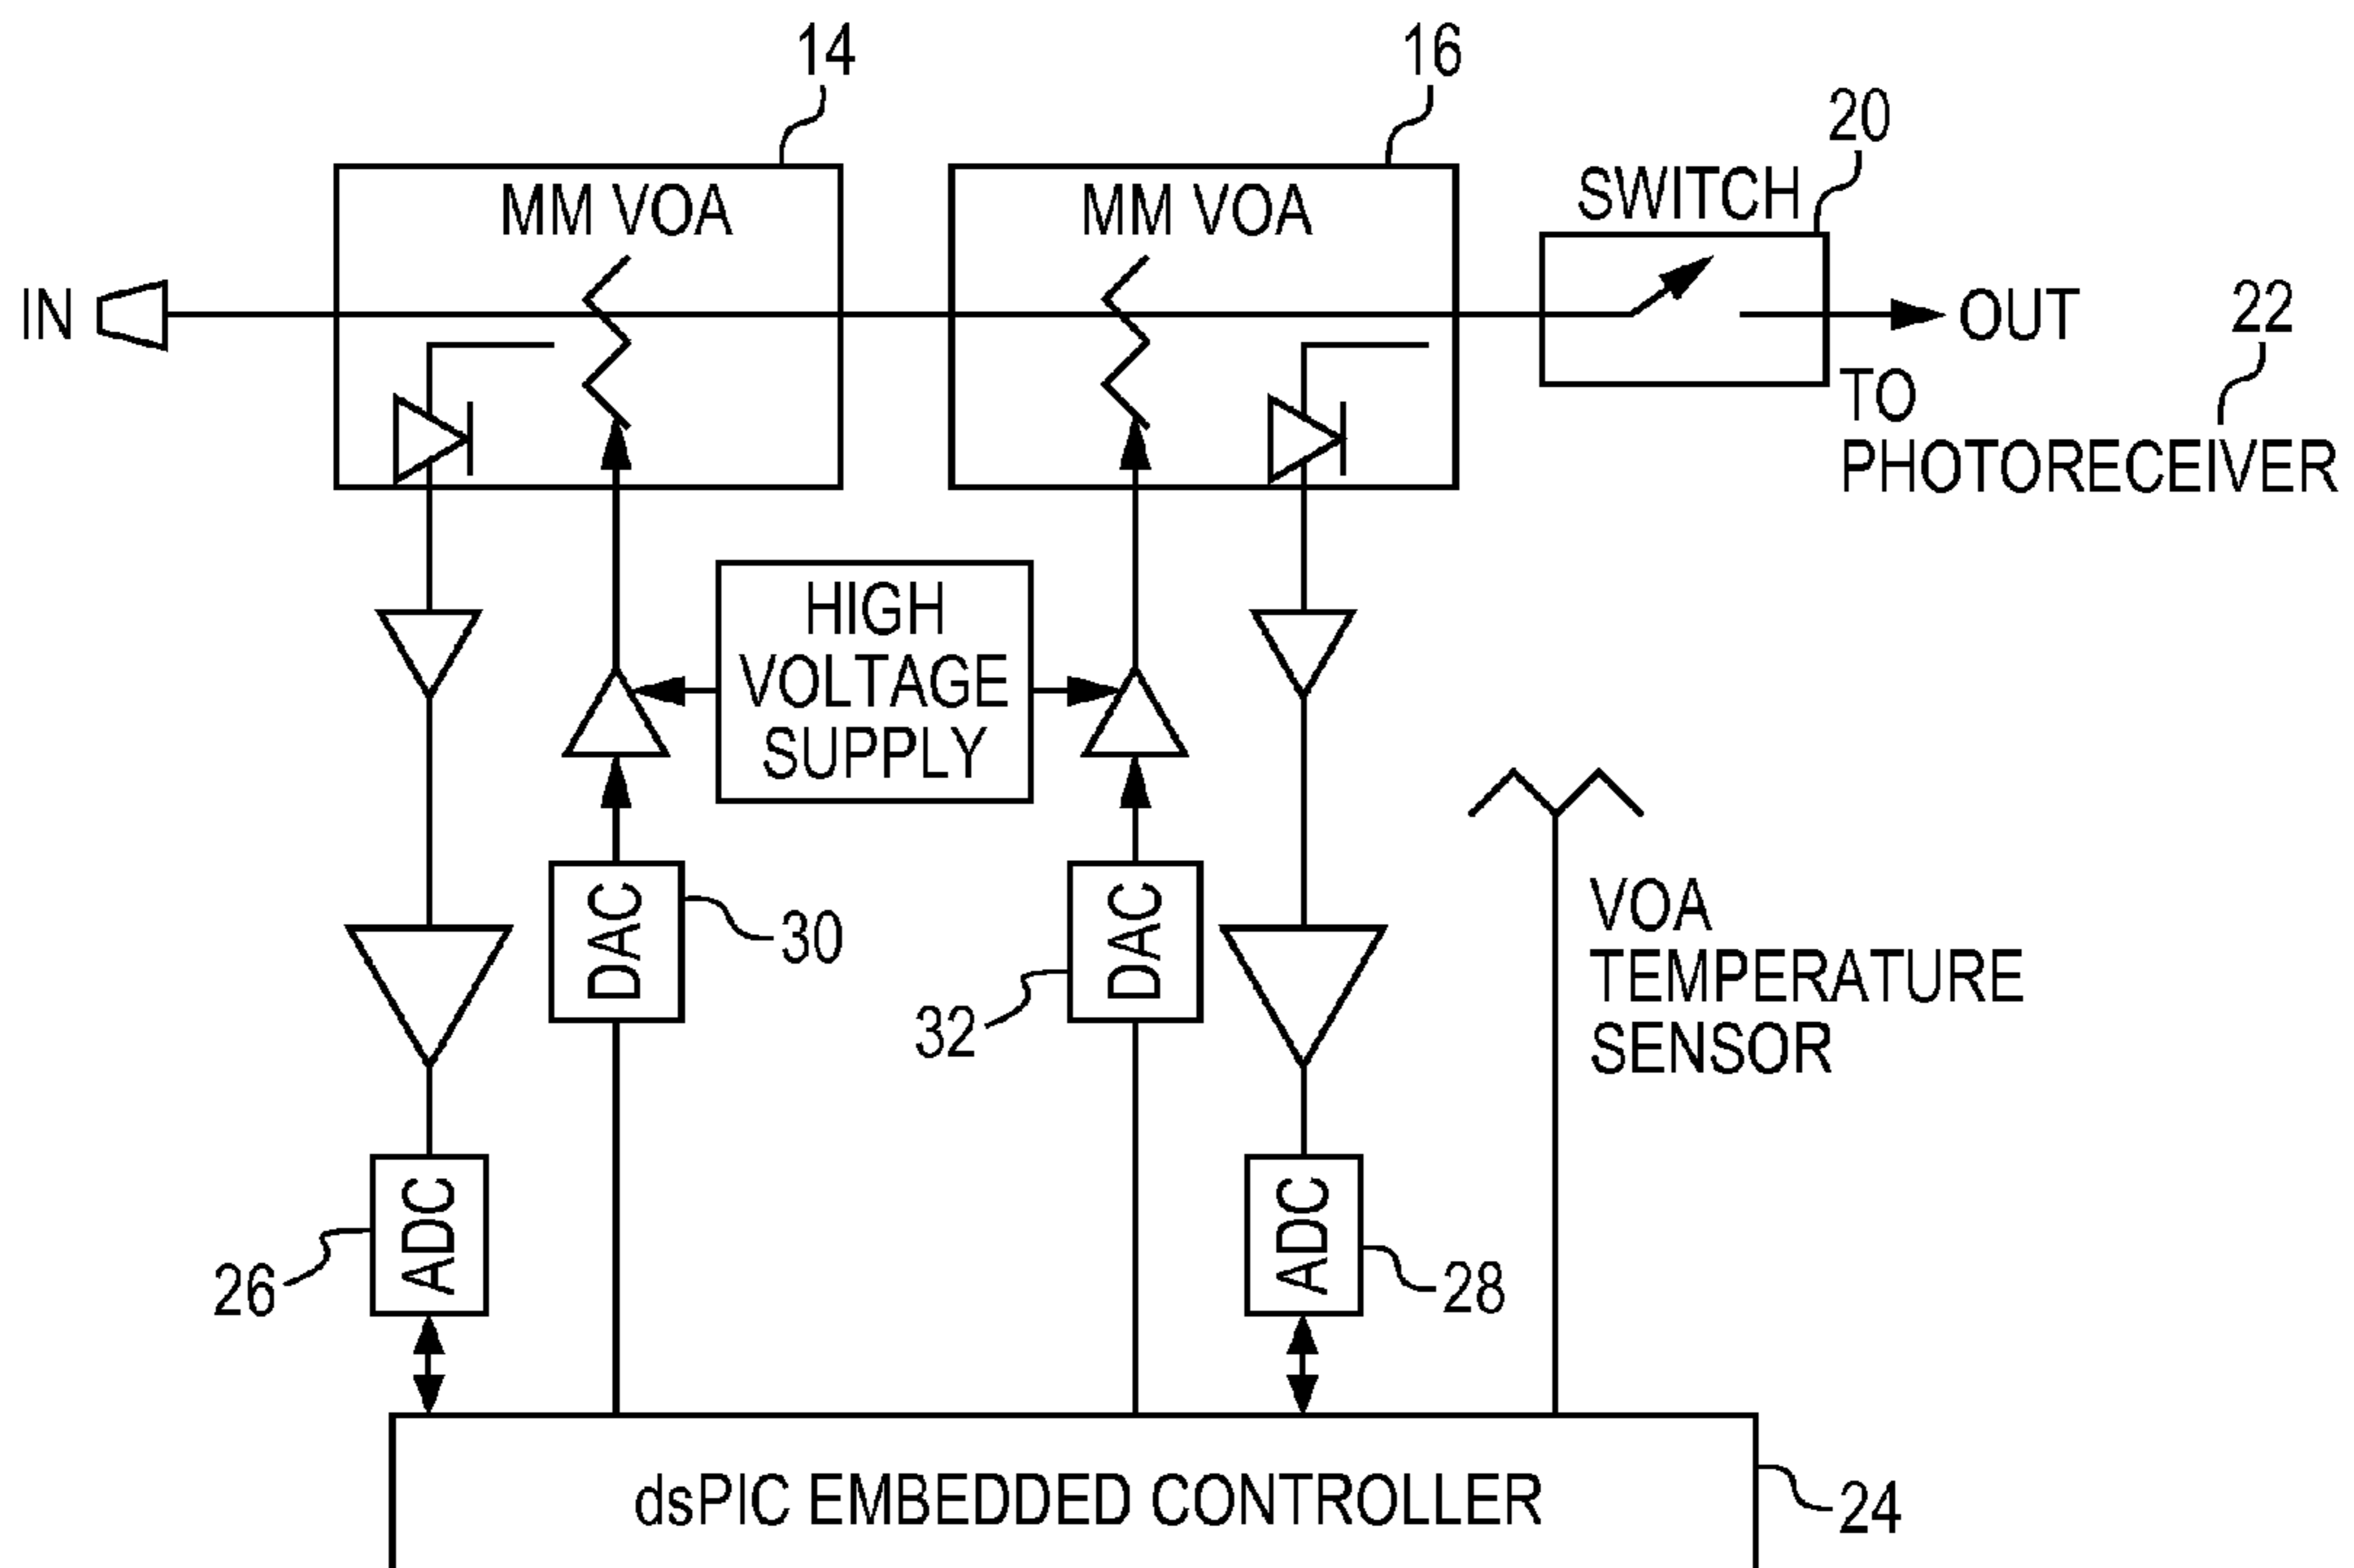 14
16
20
MM VOA
MM VOA
SWITCH
IN
OUT
22
TO
PHOTORECEIVER
HIGH
VOLTAGE
SUPPLY
DAC
30
DAC
32
VOA
TEMPERATURE
SENSOR
ADC
26
ADC
28
dsPIC EMBEDDED CONTROLLER
24